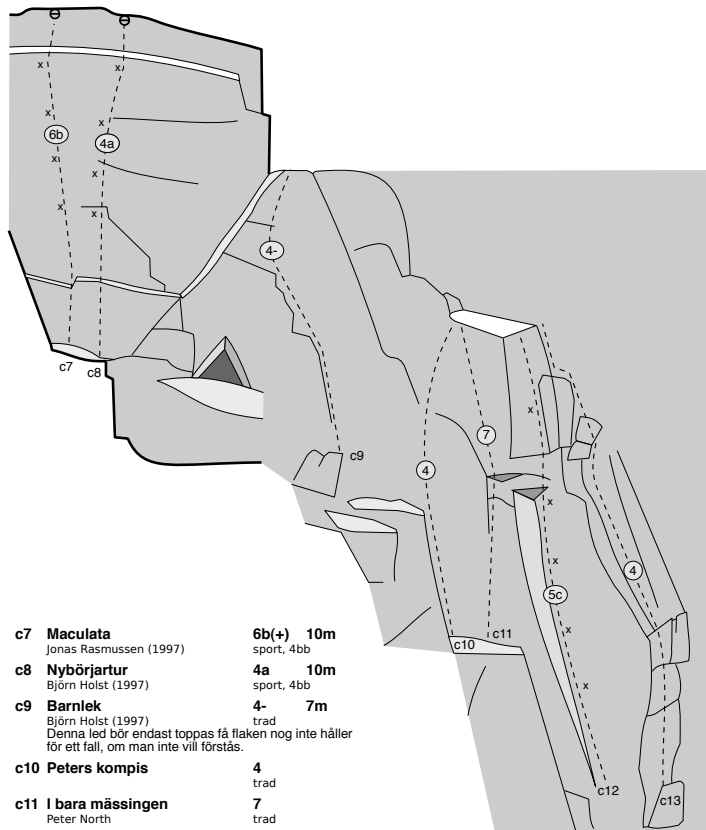 6b
4a
4-
c7
c8
c9
7
4
4
5c
c11
c10
c12
c13
c7 Maculata 6b(+) 10m
Jonas Rasmussen (1997) sport, 4bb
c8 Nybörjartur 4a 10m
Björn Holst (1997) sport, 4bb
c9 Barnlek 4- 7m
Björn Holst (1997) trad
Denna led bör endast toppas få flaken nog inte håller
för ett fall, om man inte vill förstås.
c10 Peters kompis 4
trad
c11 I bara mässingen 7
Peter North trad